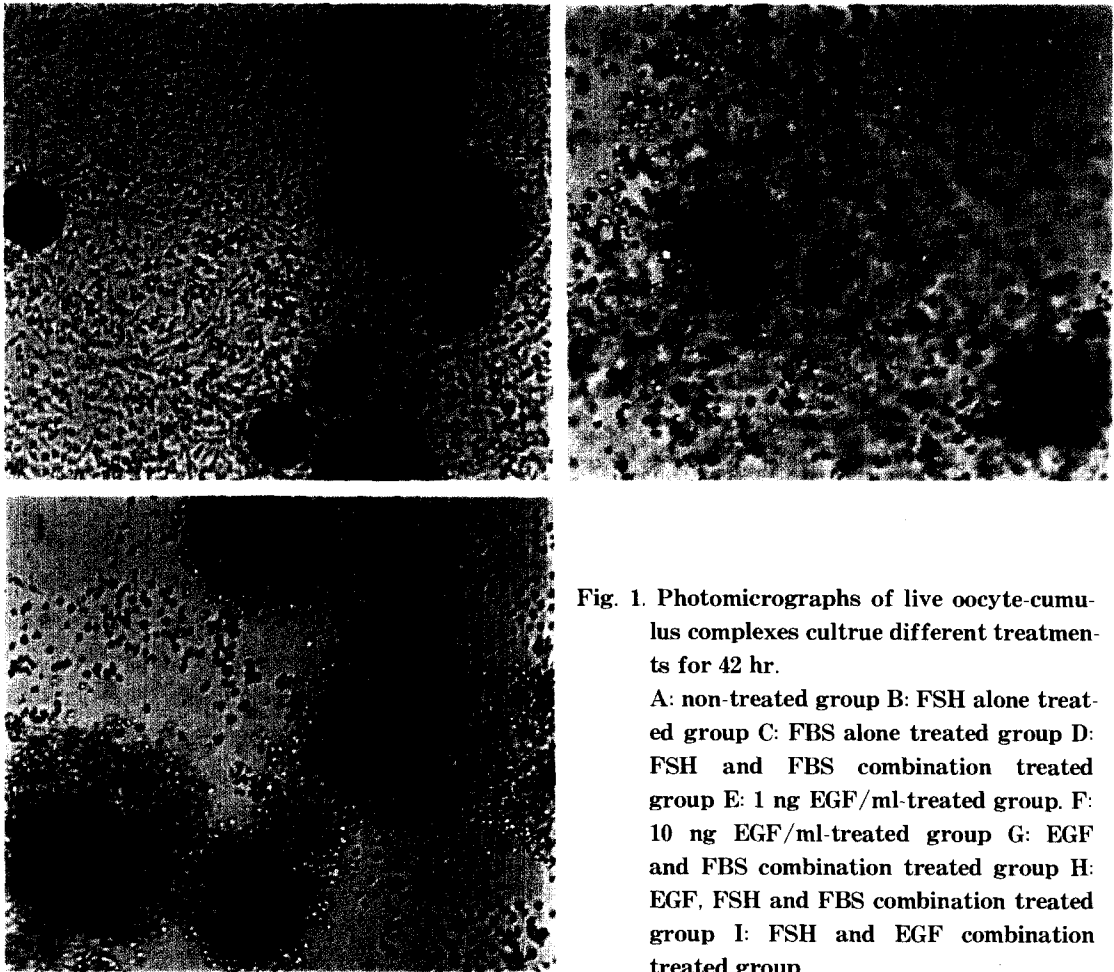 Fig. 1. Photomicrographs of live oocyte-cumu-
lus complexes cultrue different treatmen-
ts for 42 hr.
A: non-treated group B: FSH alone treat-
ed group C: FBS alone treated group D:
FSH and FBS combination treated
group E: 1 ng EGF/ml-treated group. F:
10 ng EGF/ml-treated group G: EGF
and FBS combination treated group H:
EGF, FSH and FBS combination treated
group I: FSH and EGF combination
treated group